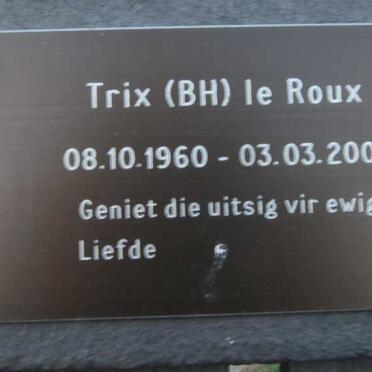 Trix (BH) le Roux
08.10.1960 - 03.03.200
Geniet die uitsig vir ewig
Liefde